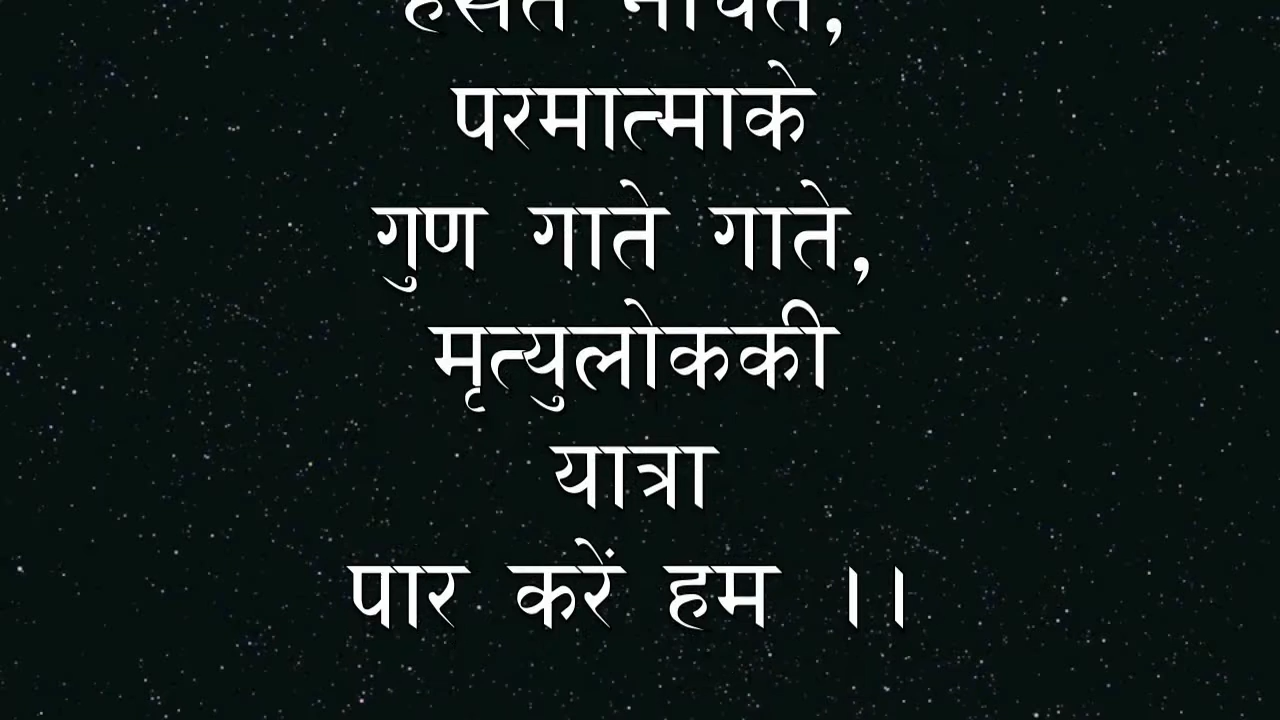 परमात्माके
गुण गाते गाते,
मृत्युलोककी
यात्रा
पार करें हम ।।